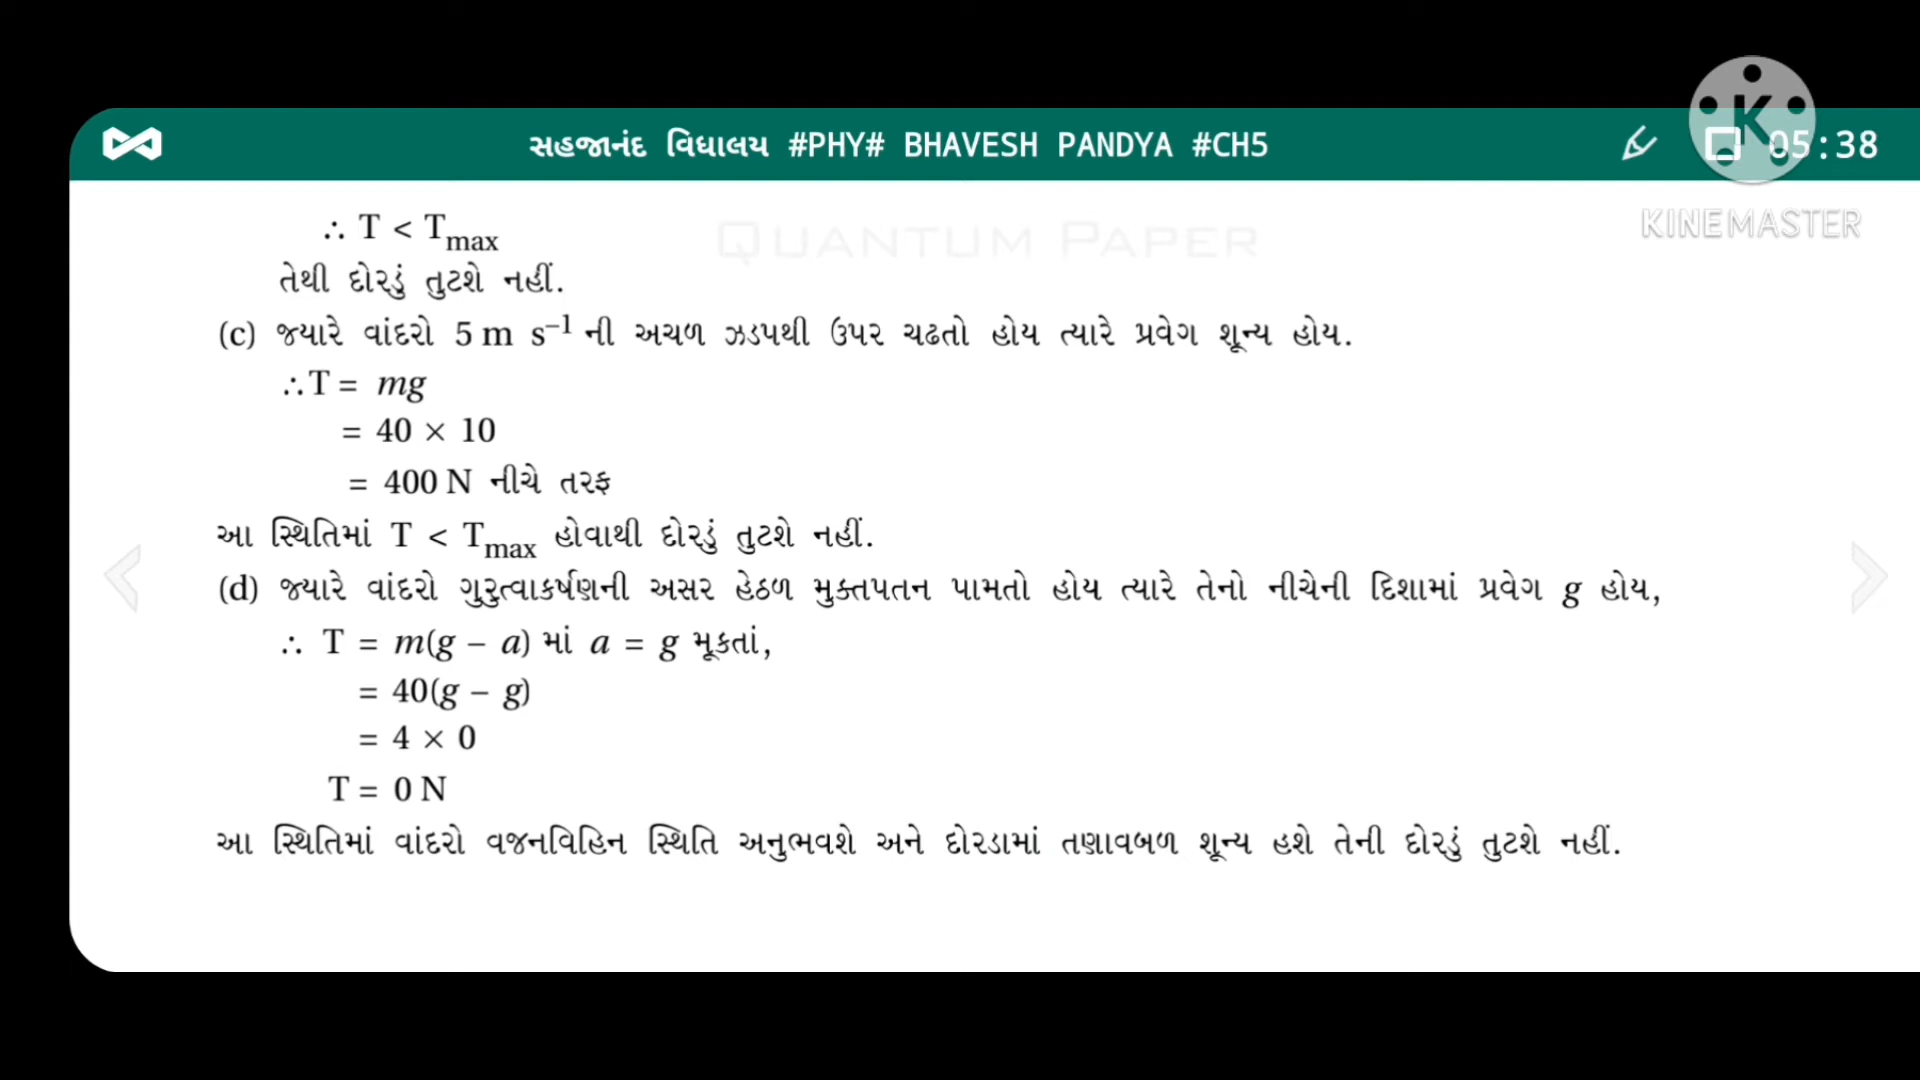 સહજાનંદ વિધાલય #PHY# BHAVESH PANDYA #CH5
05:38
K
KINEMASTER
QUANTUM PAPER
∴ T < Tmax
તેથી દોરડું તુટશે નહીં.
(c) જ્યારે વાંદરો 5 m s⁻¹ ની અચળ ઝડપથી ઉપર ચઢતો હોય ત્યારે પ્રવેગ શૂન્ય હોય.
∴T = mg
= 40 × 10
= 400 N નીચે તરફ
આ સ્થિતિમાં T < Tmax હોવાથી દોરડું તુટશે નહીં.
(d) જ્યારે વાંદરો ગુરુત્વાકર્ષણની અસર હેઠળ મુક્તપતન પામતો હોય ત્યારે તેનો નીચેની દિશામાં પ્રવેગ g હોય,
∴ T = m(g – a) માં a = g મૂકતાં,
= 40(g – g)
= 4 × 0
T = 0 N
આ સ્થિતિમાં વાંદરો વજનવિહિન સ્થિતિ અનુભવશે અને દોરડામાં તણાવબળ શૂન્ય હશે તેની દોરડું તુટશે નહીં.